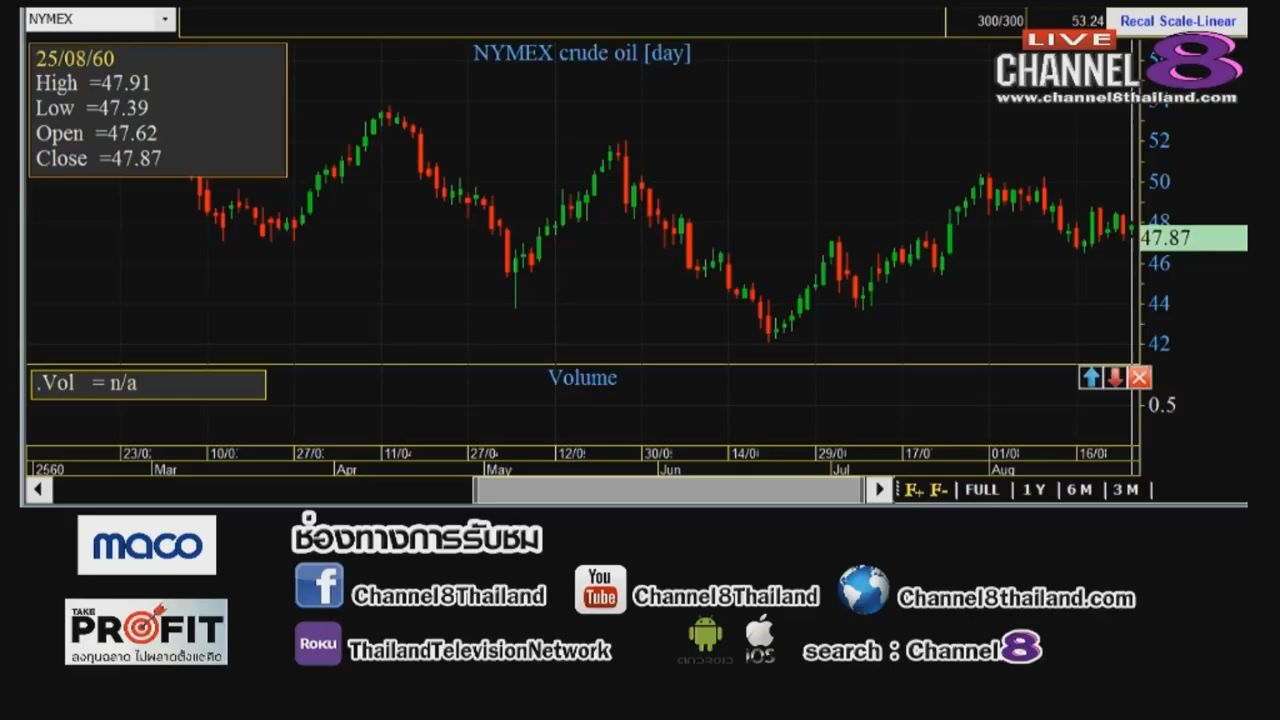 NYMEX
300/300
53.24
Recal Scale-Linear
LIVE
CHANNEL 8
www.channel8thailand.com
NYMEX crude oil [day]
25/08/60
High =47.91
Low =47.39
Open =47.62
Close =47.87
52
50
48
47.87
46
44
42
.Vol = n/a
Volume
0.5
23/0 10/0 27/0 11/0 27/0 12/0 30/0 14/0 29/0 17/0 01/0 16/0
2560 Mar Apr May Jun Jul Aug
F+ F- FULL 1 Y 6 M 3 M
maco
ช่องทางการรับชม
Channel8Thailand
You Tube
Channel8Thailand
Channel8thailand.com
TAKE PROFIT
ลงทุนฉลาด ไม่พลาดตั้งแต่คิด
ROKU
ThailandTelevisionNetwork
ANDROID
iOS
search : Channel 8